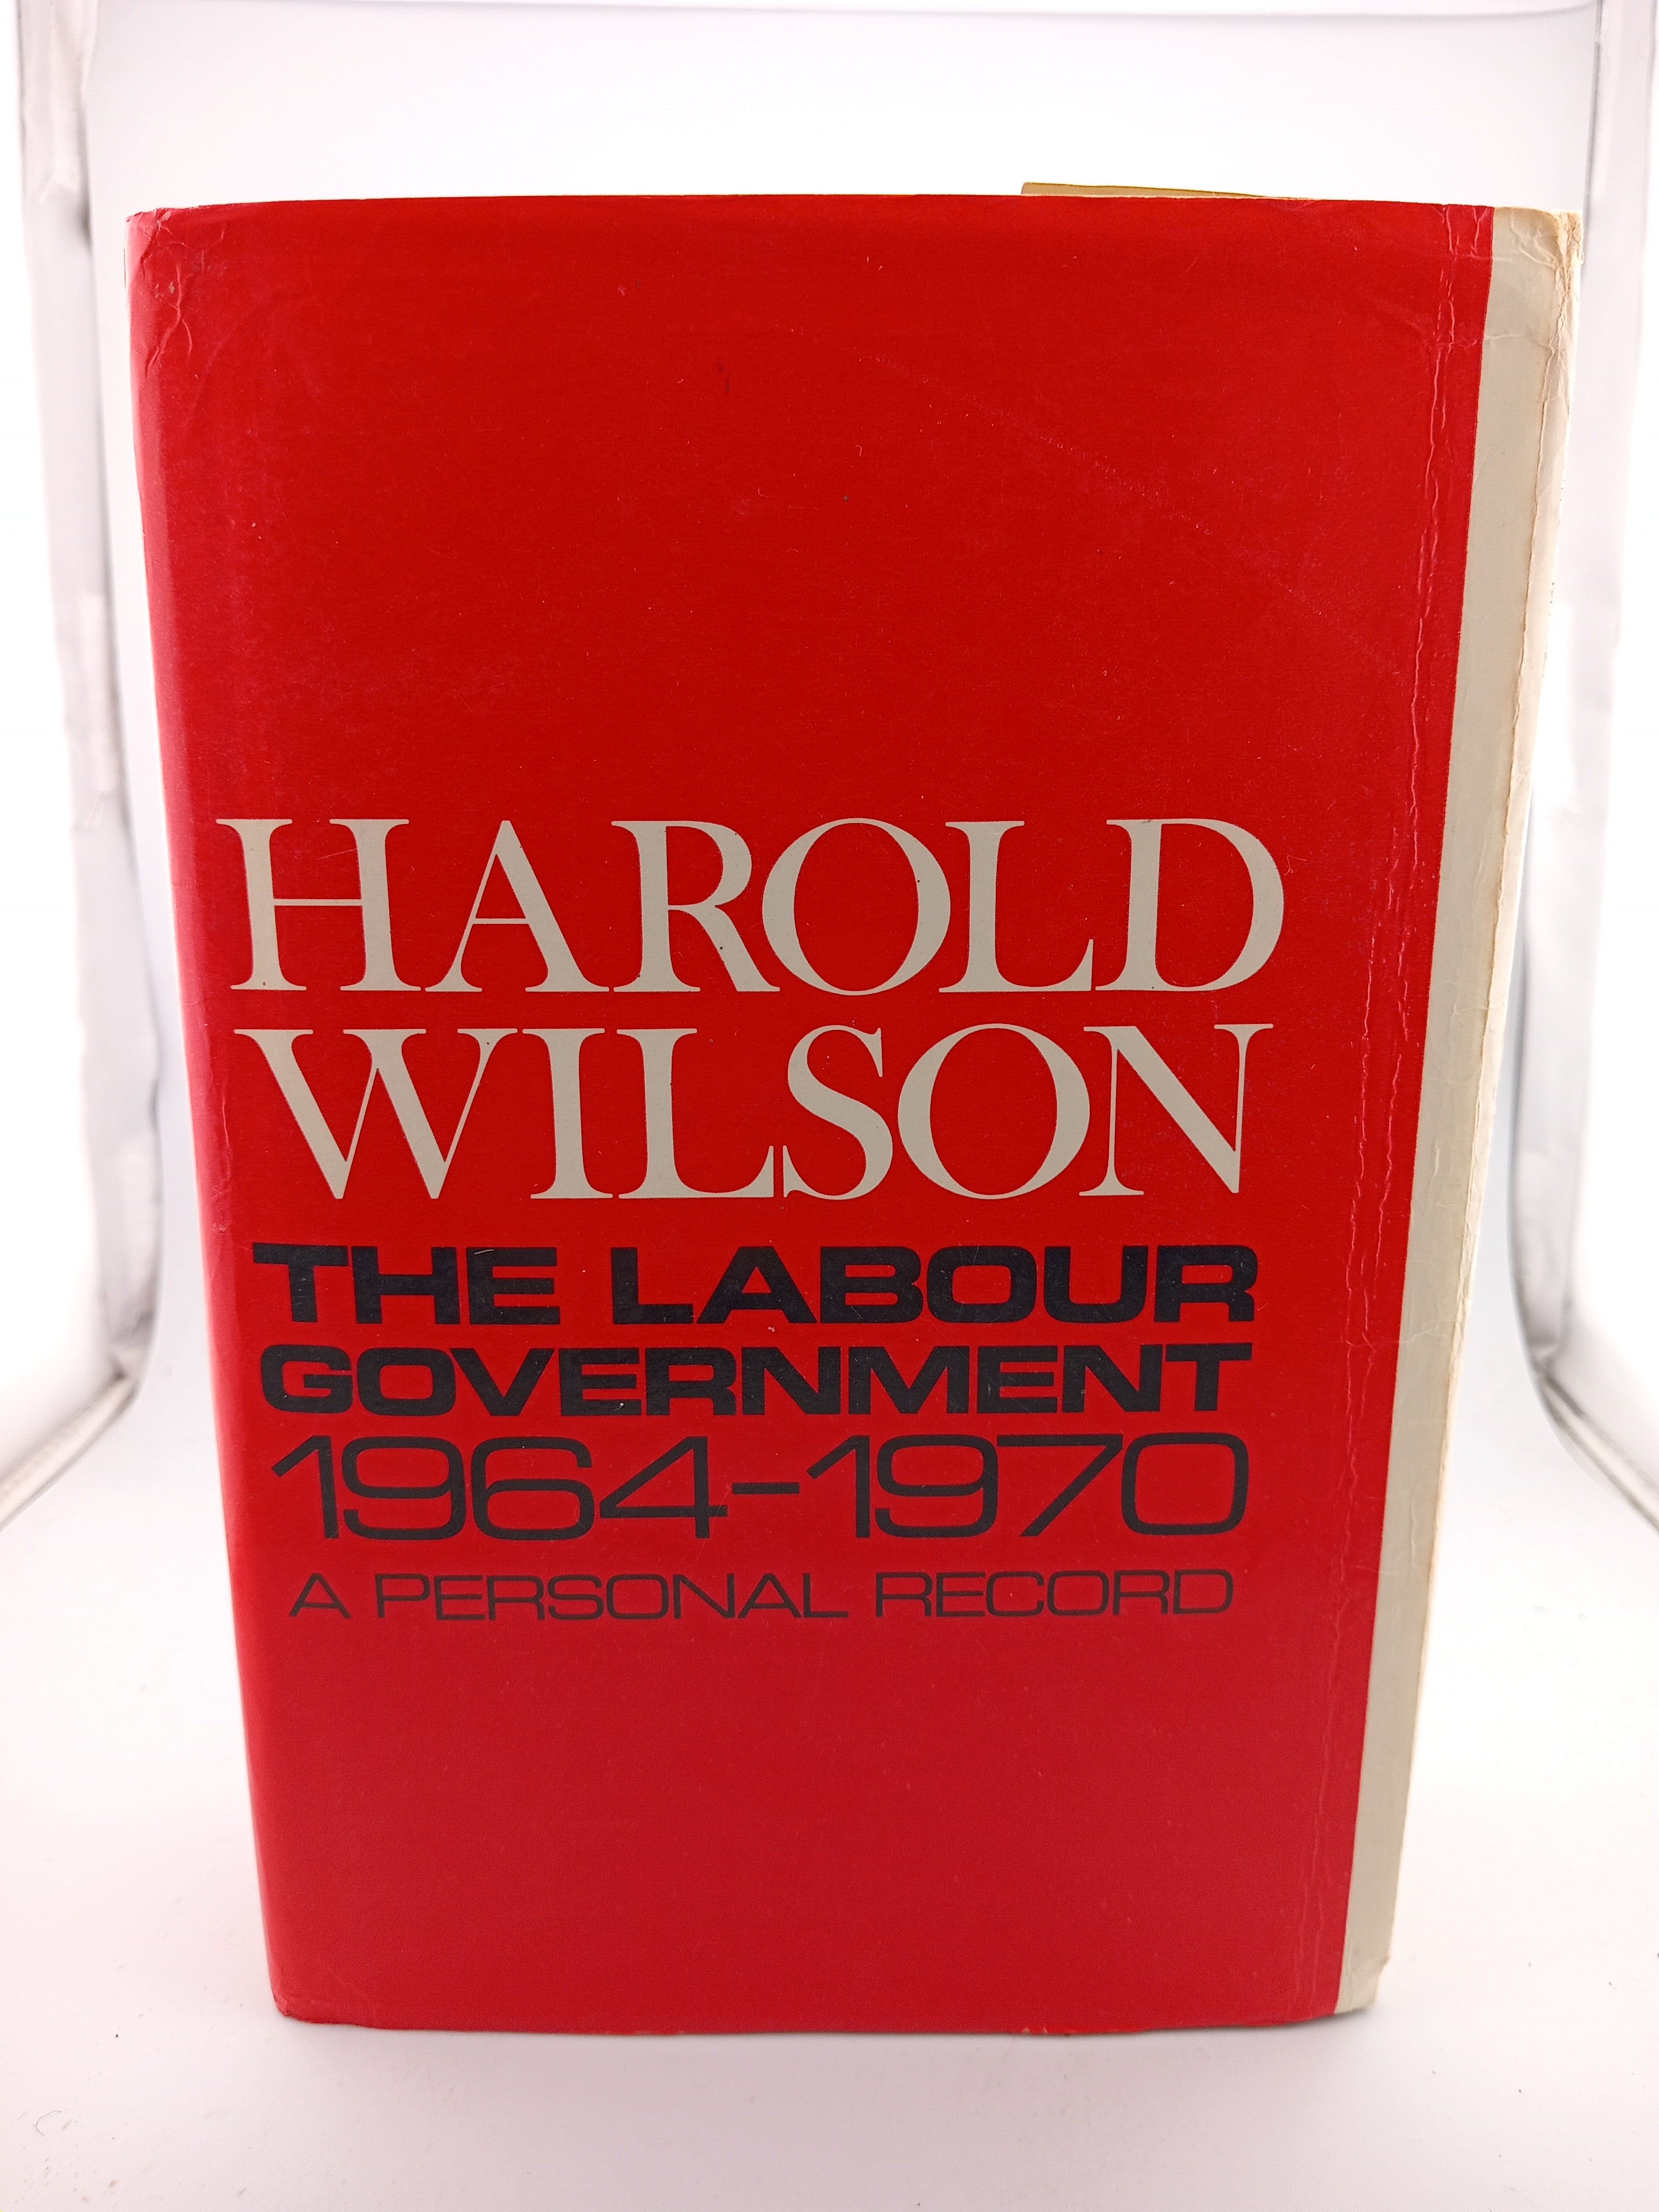 HAROLD
WILSON
THE LABOUR
GOVERNMENT
1964-1970
A PERSONAL RECORD